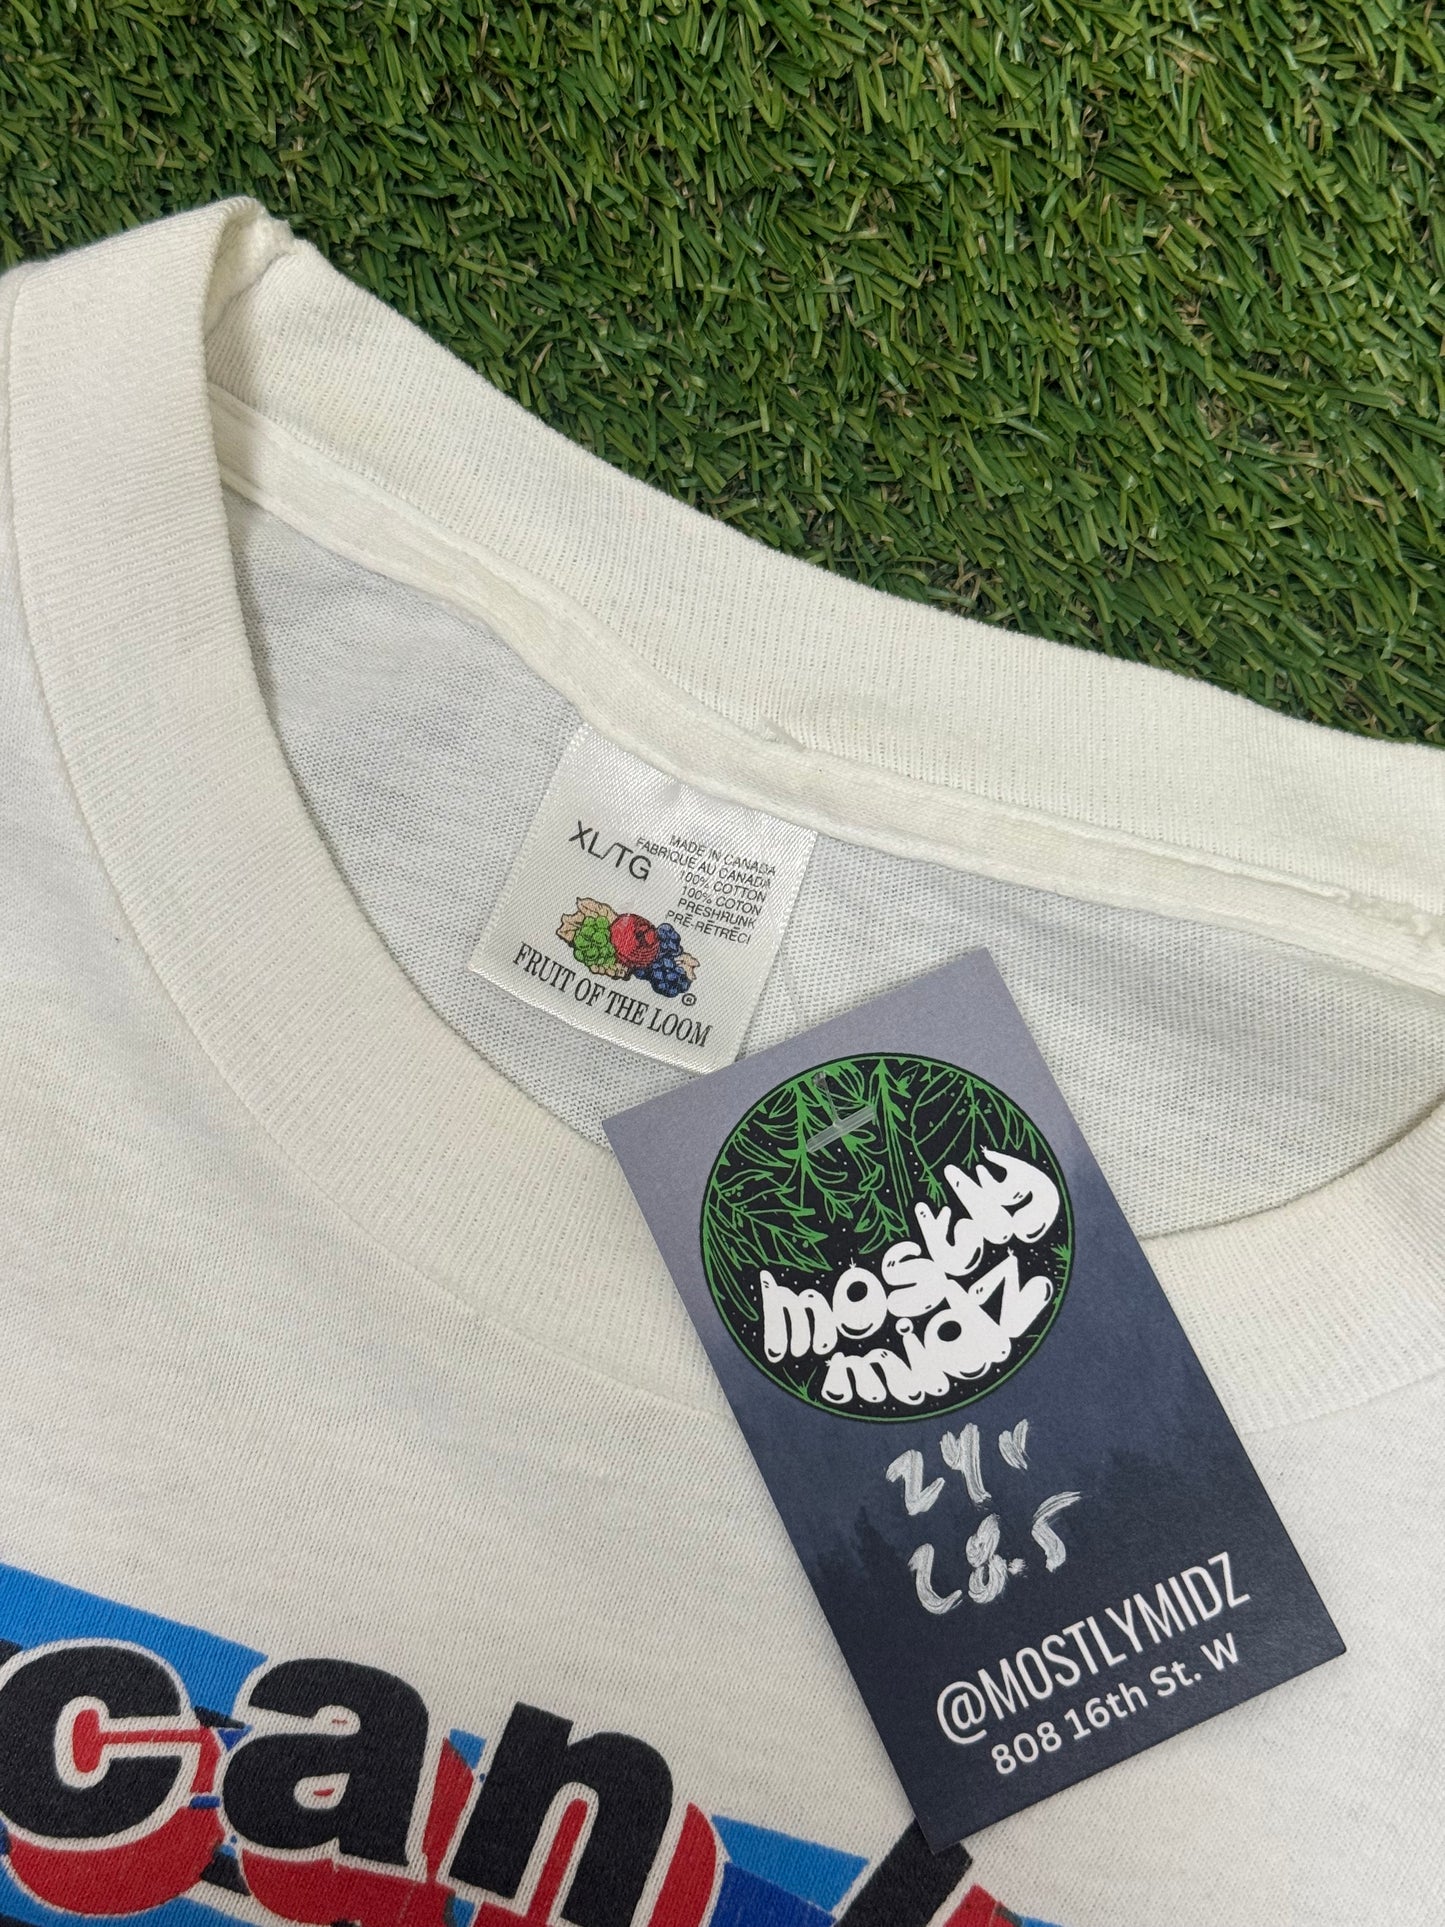 XL/TG
MADE IN CANADA
FABRIQUE AU CANADA
100% COTTON
100% COTON
PRESHRUNK
PRÉ-RÉTRÉCI
FRUIT OF THE LOOM
®
mostly
midz
24"
28.5
@MOSTLYMIDZ
808 16th St. W
can